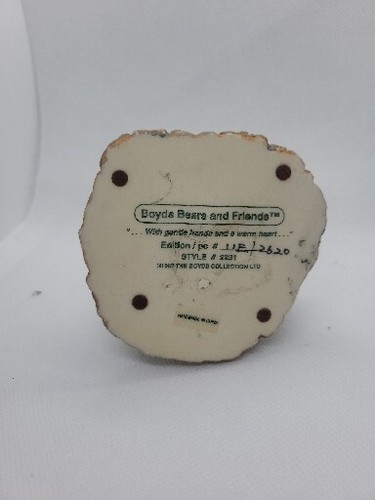 Boyds Bears and Friends™
"... With gentle hands and a warm heart ..."
Edition / pc # 11E/2620
STYLE # 2231
THE BOYDS COLLECTION LTD